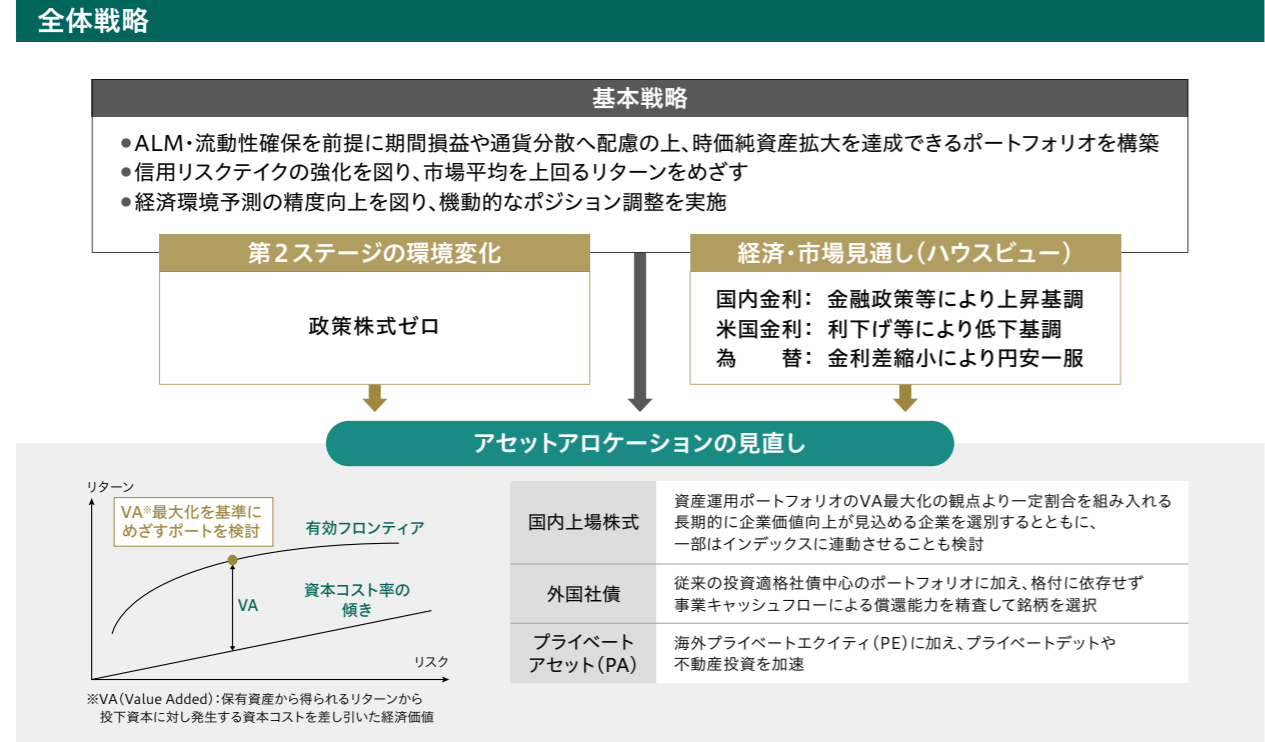 全体戦略
基本戦略
●ALM・流動性確保を前提に期間損益や通貨分散へ配慮の上、時価純資産拡大を達成できるポートフォリオを構築
●信用リスクテイクの強化を図り、市場平均を上回るリターンをめざす
●経済環境予測の精度向上を図り、機動的なポジション調整を実施
第2ステージの環境変化
政策株式ゼロ
経済・市場見通し（ハウスビュー）
国内金利： 金融政策等により上昇基調
米国金利： 利下げ等により低下基調
為　　替： 金利差縮小により円安一服
アセットアロケーションの見直し
リターン
VA※最大化を基準に
めざすポートを検討
有効フロンティア
VA
資本コスト率の
傾き
リスク
※VA（Value Added）：保有資産から得られるリターンから
投下資本に対し発生する資本コストを差し引いた経済価値
国内上場株式
資産運用ポートフォリオのVA最大化の観点より一定割合を組み入れる
長期的に企業価値向上が見込める企業を選別するとともに、
一部はインデックスに連動させることも検討
外国社債
従来の投資適格社債中心のポートフォリオに加え、格付に依存せず
事業キャッシュフローによる償還能力を精査して銘柄を選択
プライベート
アセット（PA）
海外プライベートエクイティ（PE）に加え、プライベートデットや
不動産投資を加速